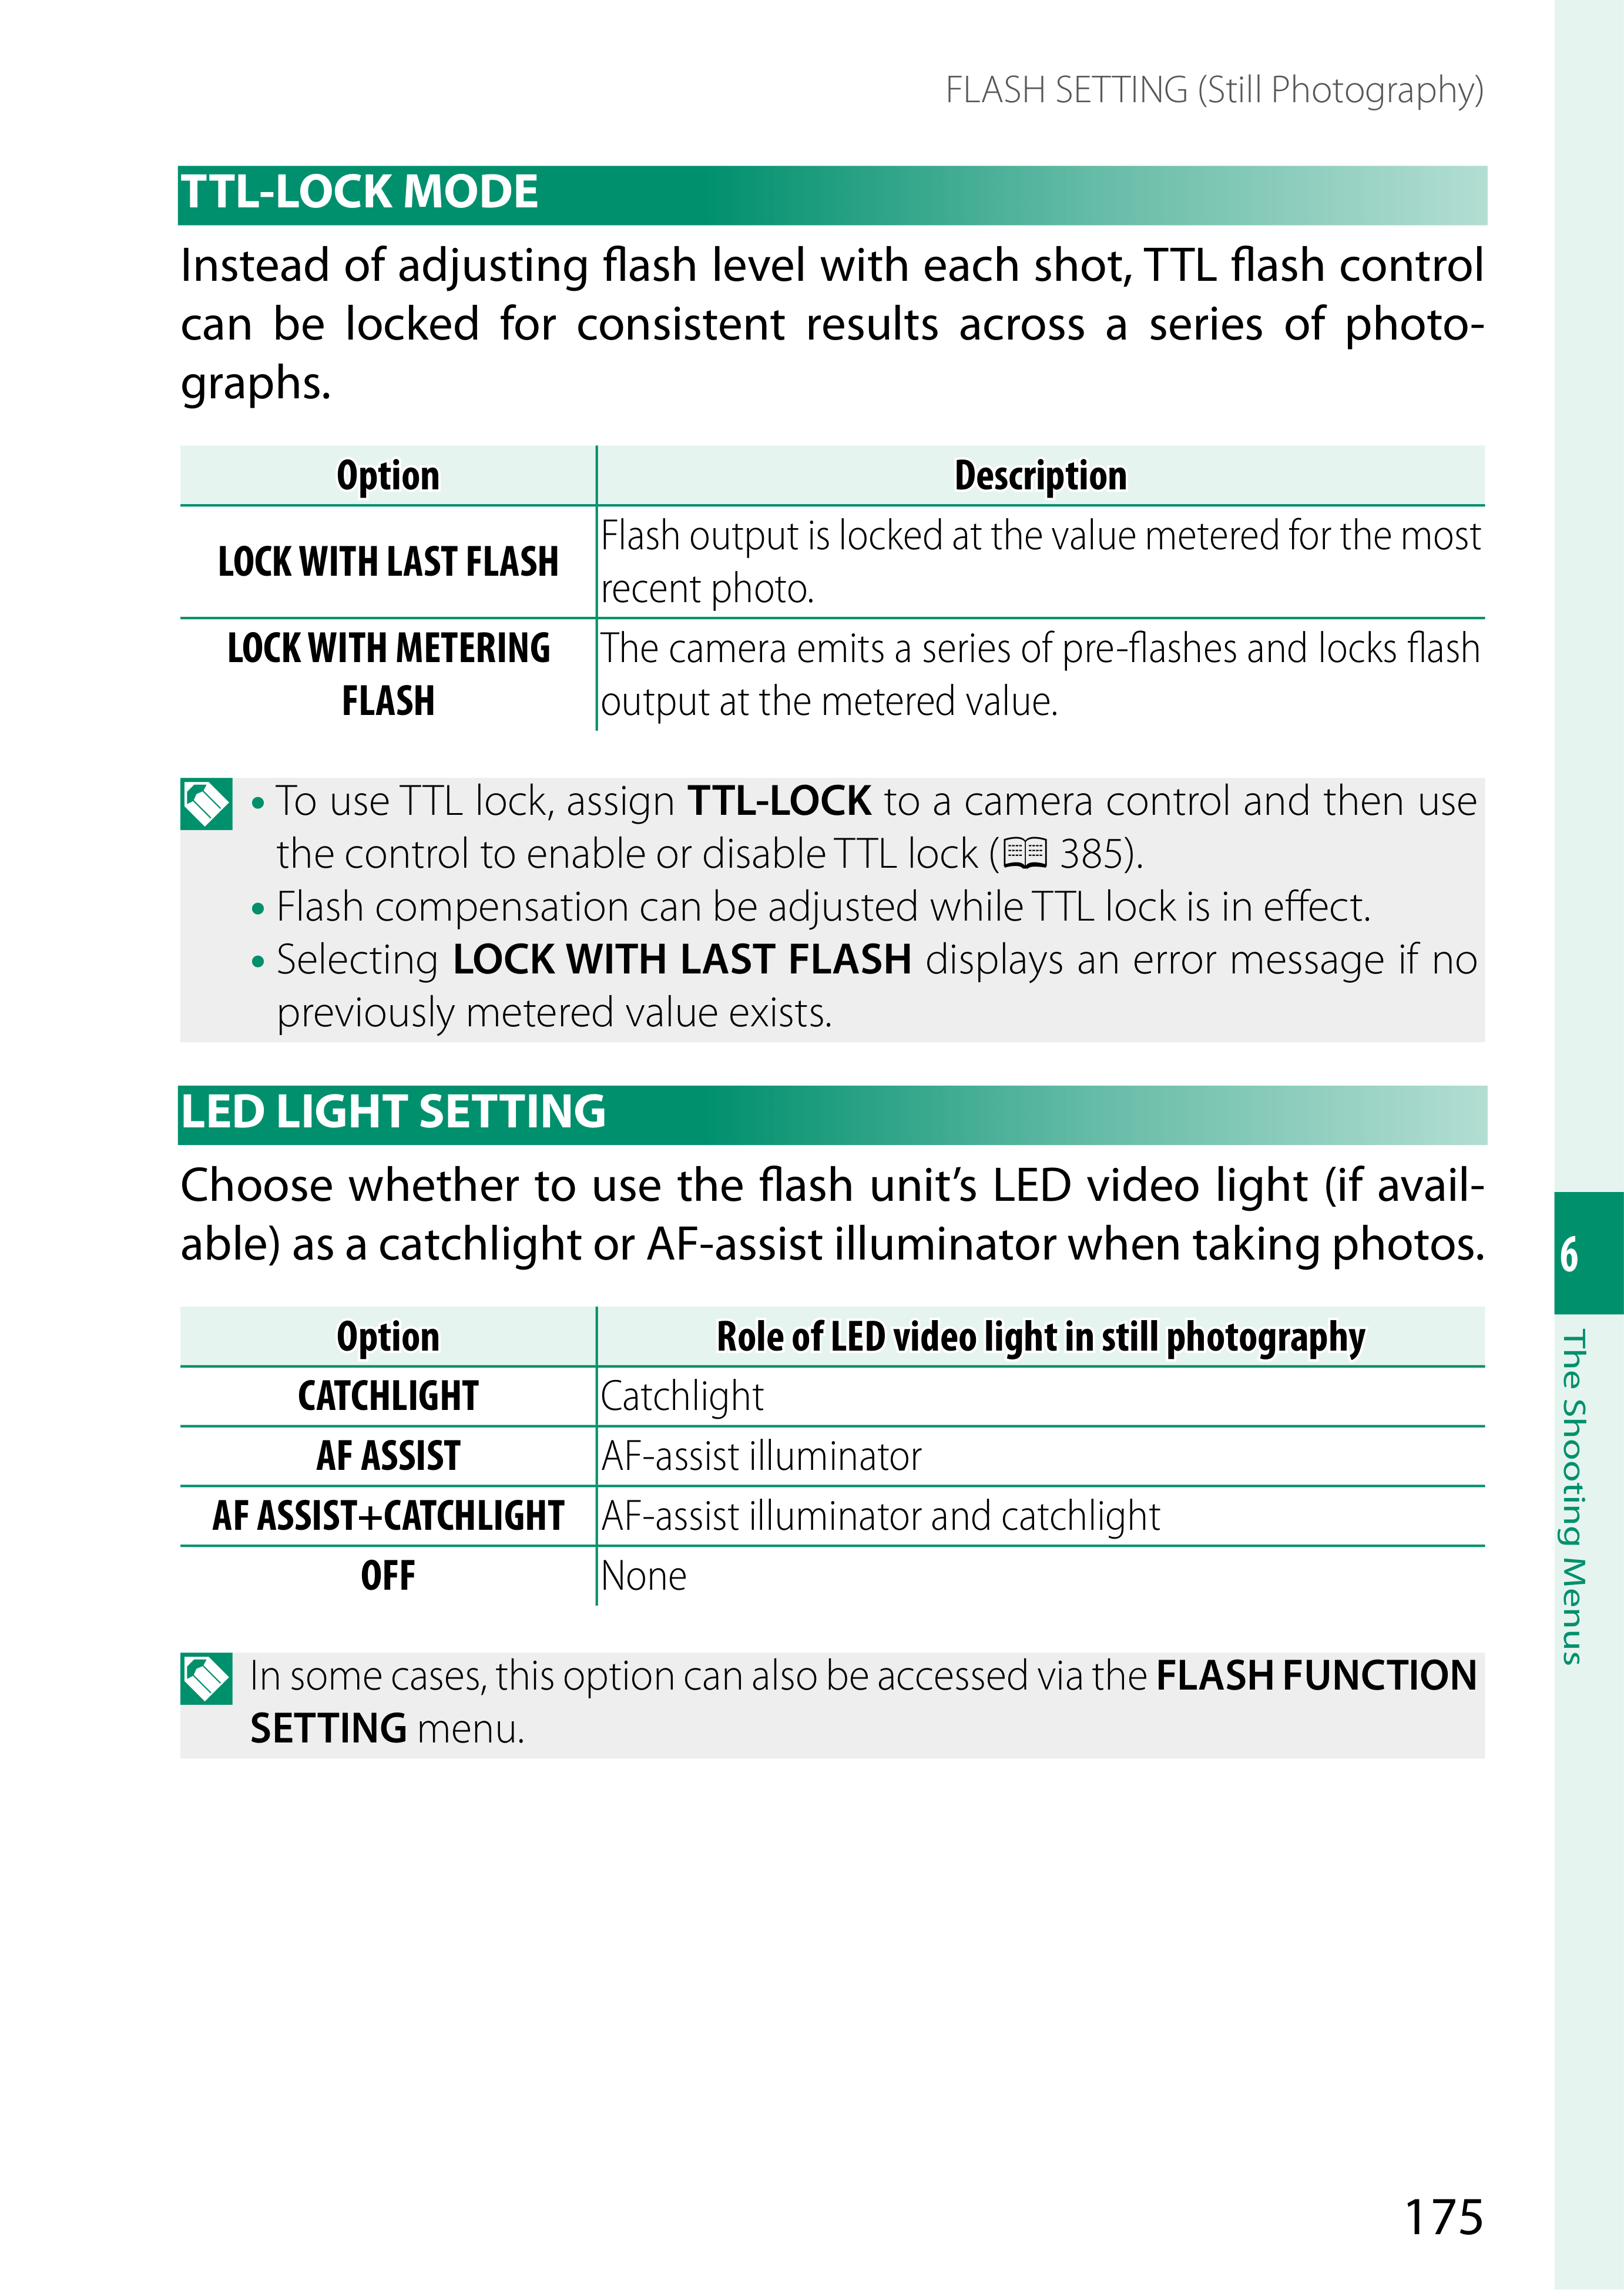 FLASH SETTING (Still Photography)
TTL-LOCK MODE
Instead of adjusting flash level with each shot, TTL flash control
can be locked for consistent results across a series of photo-
graphs.
Option Description
LOCK WITH LAST FLASH Flash output is locked at the value metered for the most
recent photo.
LOCK WITH METERING The camera emits a series of pre-flashes and locks flash
FLASH output at the metered value.
• To use TTL lock, assign TTL-LOCK to a camera control and then use
the control to enable or disable TTL lock (📖 385).
• Flash compensation can be adjusted while TTL lock is in effect.
• Selecting LOCK WITH LAST FLASH displays an error message if no
previously metered value exists.
LED LIGHT SETTING
Choose whether to use the flash unit’s LED video light (if avail-
able) as a catchlight or AF-assist illuminator when taking photos.
Option Role of LED video light in still photography
CATCHLIGHT Catchlight
AF ASSIST AF-assist illuminator
AF ASSIST+CATCHLIGHT AF-assist illuminator and catchlight
OFF None
In some cases, this option can also be accessed via the FLASH FUNCTION
SETTING menu.
6
The Shooting Menus
175